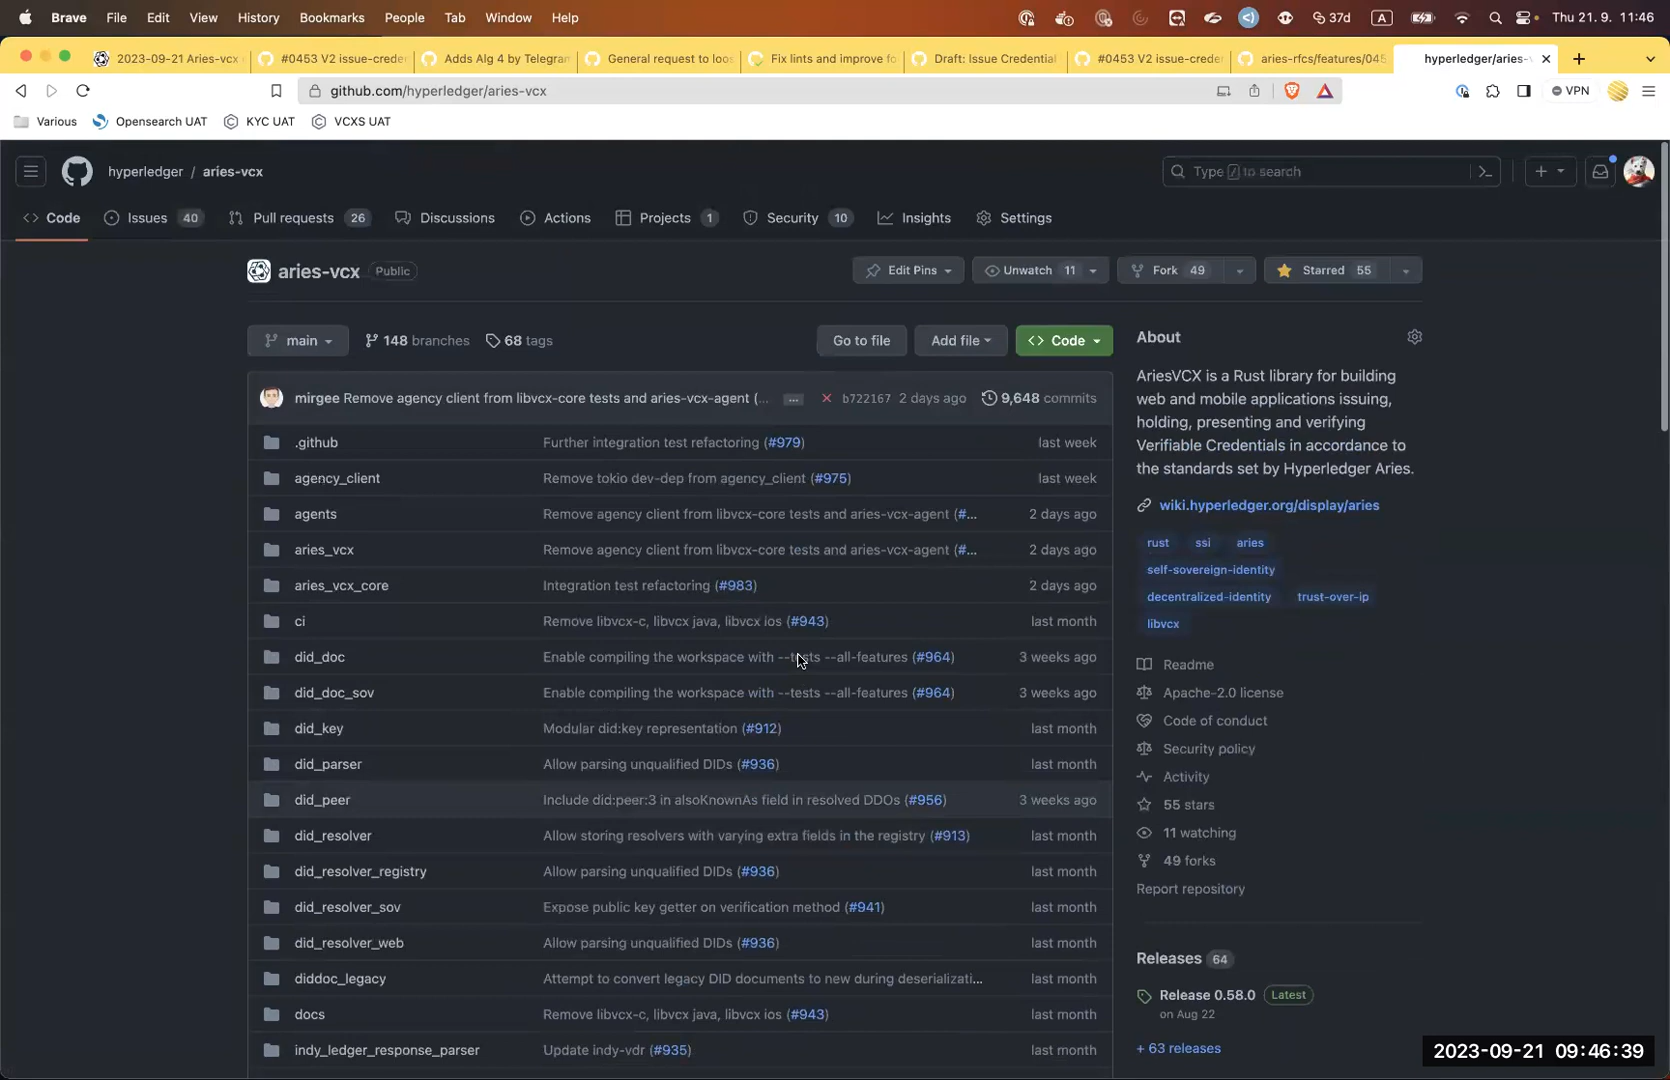 Brave File Edit View History Bookmarks People Tab Window Help 37d A Thu 21. 9. 11:46
2023-09-21 Aries-vcx #0453 V2 issue-crede Adds Alg 4 by Telegram General request to loos Fix lints and improve fo Draft: Issue Credential #0453 V2 issue-crede aries-rfcs/features/045 hyperledger/aries-v
github.com/hyperledger/aries-vcx VPN
Various Opensearch UAT KYC UAT VCXS UAT
hyperledger / aries-vcx Type / to search
Code Issues 40 Pull requests 26 Discussions Actions Projects 1 Security 10 Insights Settings
aries-vcx Public Edit Pins Unwatch 11 Fork 49 Starred 55
main 148 branches 68 tags Go to file Add file <> Code
mirgee Remove agency client from libvcx-core tests and aries-vcx-agent (... ... b722167 2 days ago 9,648 commits
.github Further integration test refactoring (#979) last week
agency_client Remove tokio dev-dep from agency_client (#975) last week
agents Remove agency client from libvcx-core tests and aries-vcx-agent (#... 2 days ago
aries_vcx Remove agency client from libvcx-core tests and aries-vcx-agent (#... 2 days ago
aries_vcx_core Integration test refactoring (#983) 2 days ago
ci Remove libvcx-c, libvcx java, libvcx ios (#943) last month
did_doc Enable compiling the workspace with --tests --all-features (#964) 3 weeks ago
did_doc_sov Enable compiling the workspace with --tests --all-features (#964) 3 weeks ago
did_key Modular did:key representation (#912) last month
did_parser Allow parsing unqualified DIDs (#936) last month
did_peer Include did:peer:3 in alsoKnownAs field in resolved DDOs (#956) 3 weeks ago
did_resolver Allow storing resolvers with varying extra fields in the registry (#913) last month
did_resolver_registry Allow parsing unqualified DIDs (#936) last month
did_resolver_sov Expose public key getter on verification method (#941) last month
did_resolver_web Allow parsing unqualified DIDs (#936) last month
diddoc_legacy Attempt to convert legacy DID documents to new during deserializati... last month
docs Remove libvcx-c, libvcx java, libvcx ios (#943) last month
indy_ledger_response_parser Update indy-vdr (#935) last month
About
AriesVCX is a Rust library for building
web and mobile applications issuing,
holding, presenting and verifying
Verifiable Credentials in accordance to
the standards set by Hyperledger Aries.
wiki.hyperledger.org/display/aries
rust ssi aries
self-sovereign-identity
decentralized-identity trust-over-ip
libvcx
Readme
Apache-2.0 license
Code of conduct
Security policy
Activity
55 stars
11 watching
49 forks
Report repository
Releases 64
Release 0.58.0 Latest
on Aug 22
+ 63 releases
2023-09-21 09:46:39